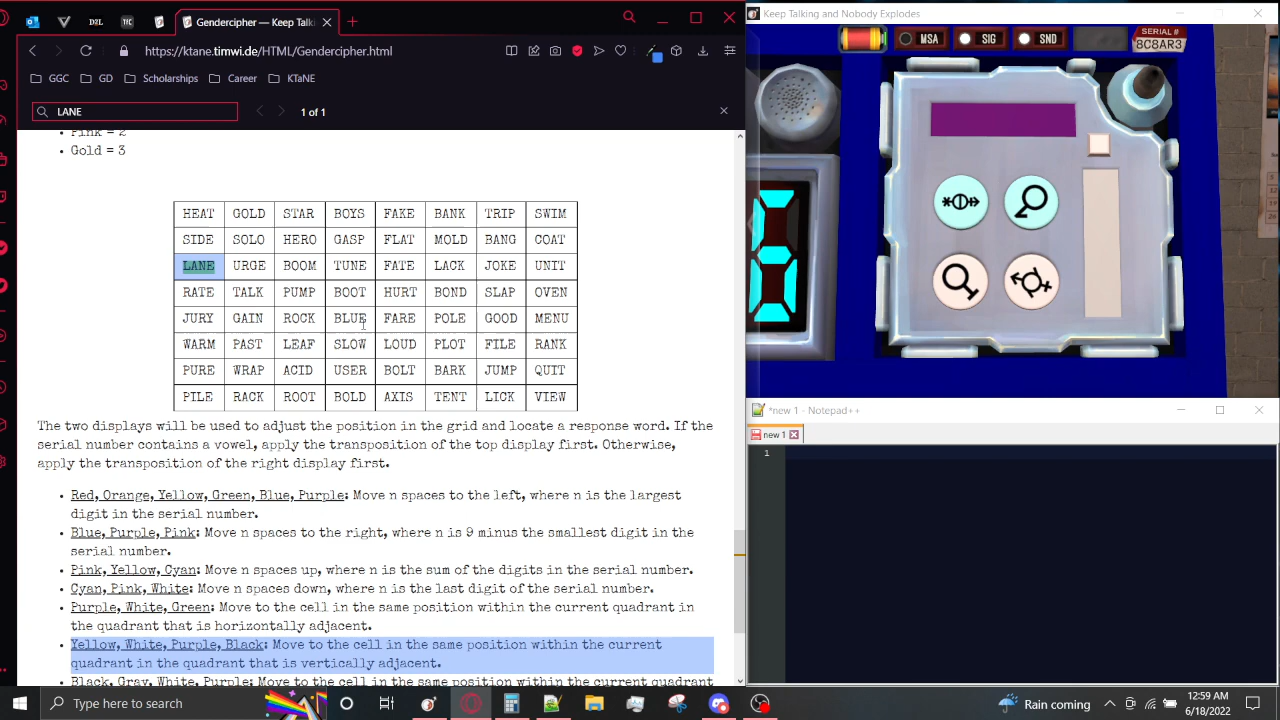 Gendercipher — Keep Talk
https://ktane.timwi.de/HTML/Gendercipher.html
GGC GD Scholarships Career KTaNE
LANE 1 of 1
Pink = 2
Gold = 3
HEAT GOLD STAR BOYS FAKE BANK TRIP SWIM
SIDE SOLO HERO GASP FLAT MOLD BANG COAT
LANE URGE BOOM TUNE FATE LACK JOKE UNIT
RATE TALK PUMP BOOT HURT BOND SLAP OVEN
JURY GAIN ROCK BLUE FARE POLE GOOD MENU
WARM PAST LEAF SLOW LOUD PLOT FILE RANK
PURE WRAP ACID USER BOLT BARK JUMP QUIT
PILE RACK ROOT BOLD AXIS TENT LICK VIEW
The two displays will be used to adjust the position in the grid and locate a response word. If the
serial number contains a vowel, apply the transposition of the top display first. Otherwise,
apply the transposition of the right display first.
Red, Orange, Yellow, Green, Blue, Purple: Move n spaces to the left, where n is the largest
digit in the serial number.
Blue, Purple, Pink: Move n spaces to the right, where n is 9 minus the smallest digit in the
serial number.
Pink, Yellow, Cyan: Move n spaces up, where n is the sum of the digits in the serial number.
Cyan, Pink, White: Move n spaces down, where n is the last digit of the serial number.
Purple, White, Green: Move to the cell in the same position within the current quadrant in
the quadrant that is horizontally adjacent.
Yellow, White, Purple, Black: Move to the cell in the same position within the current
quadrant in the quadrant that is vertically adjacent.
Black, Gray, White, Purple: Move to the cell in the same position within the current quadrant
Keep Talking and Nobody Explodes
MSA SIG SND
SERIAL #
8C8AR3
*new 1 - Notepad++
new 1
1
Type here to search
Rain coming
12:59 AM
6/18/2022